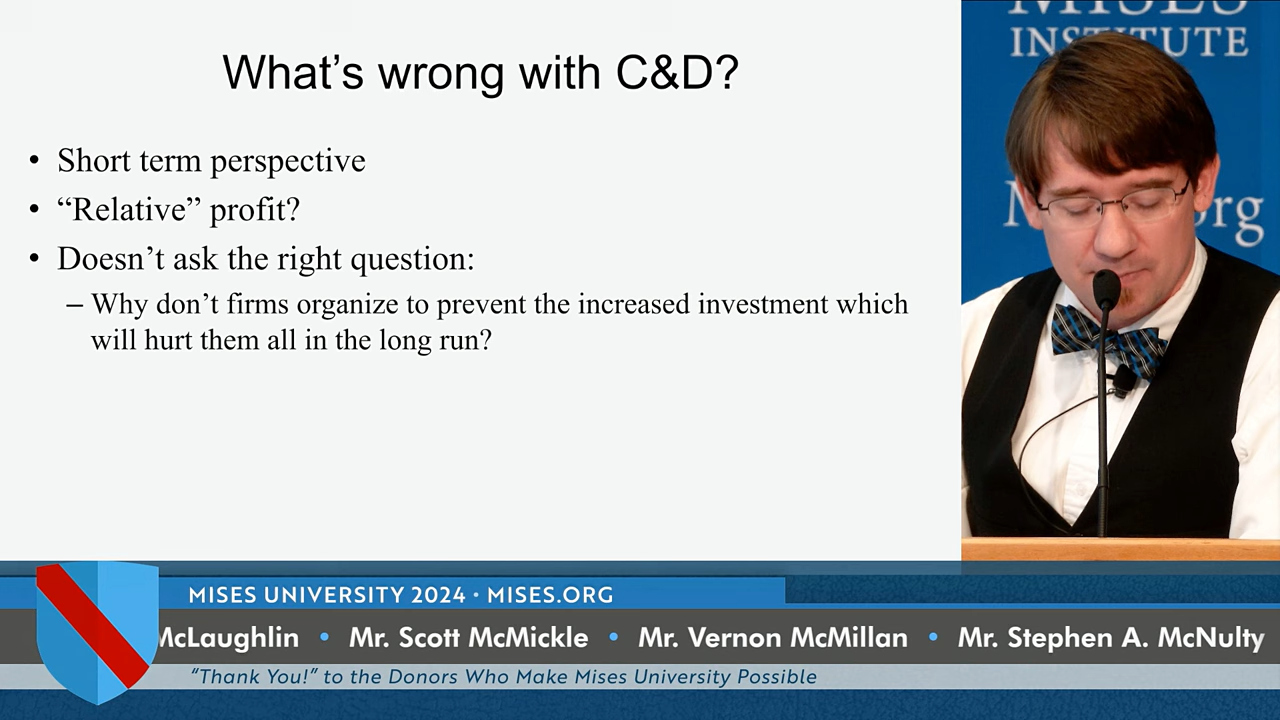 What's wrong with C&D?
• Short term perspective
• “Relative” profit?
• Doesn't ask the right question:
– Why don't firms organize to prevent the increased investment which
will hurt them all in the long run?
INSTITUTE
MISES UNIVERSITY 2024 • MISES.ORG
McLaughlin • Mr. Scott McMickle • Mr. Vernon McMillan • Mr. Stephen A. McNulty
“Thank You!” to the Donors Who Make Mises University Possible